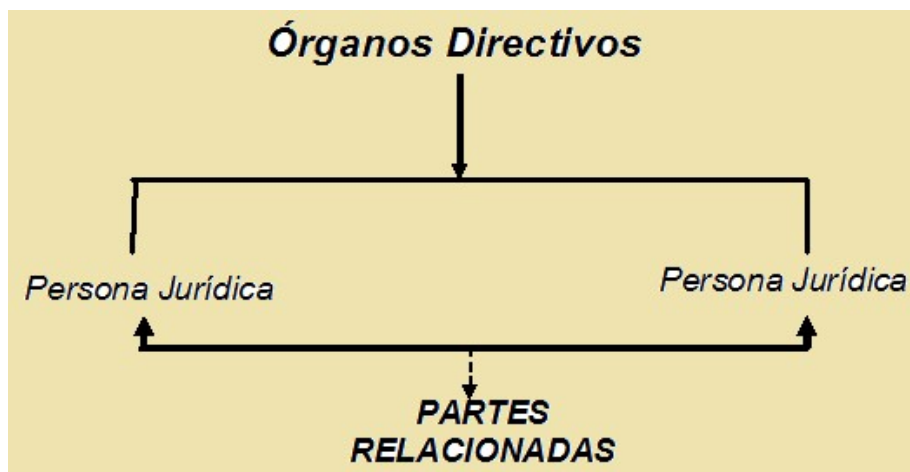 Órganos Directivos
Persona Jurídica
Persona Jurídica
PARTES
RELACIONADAS